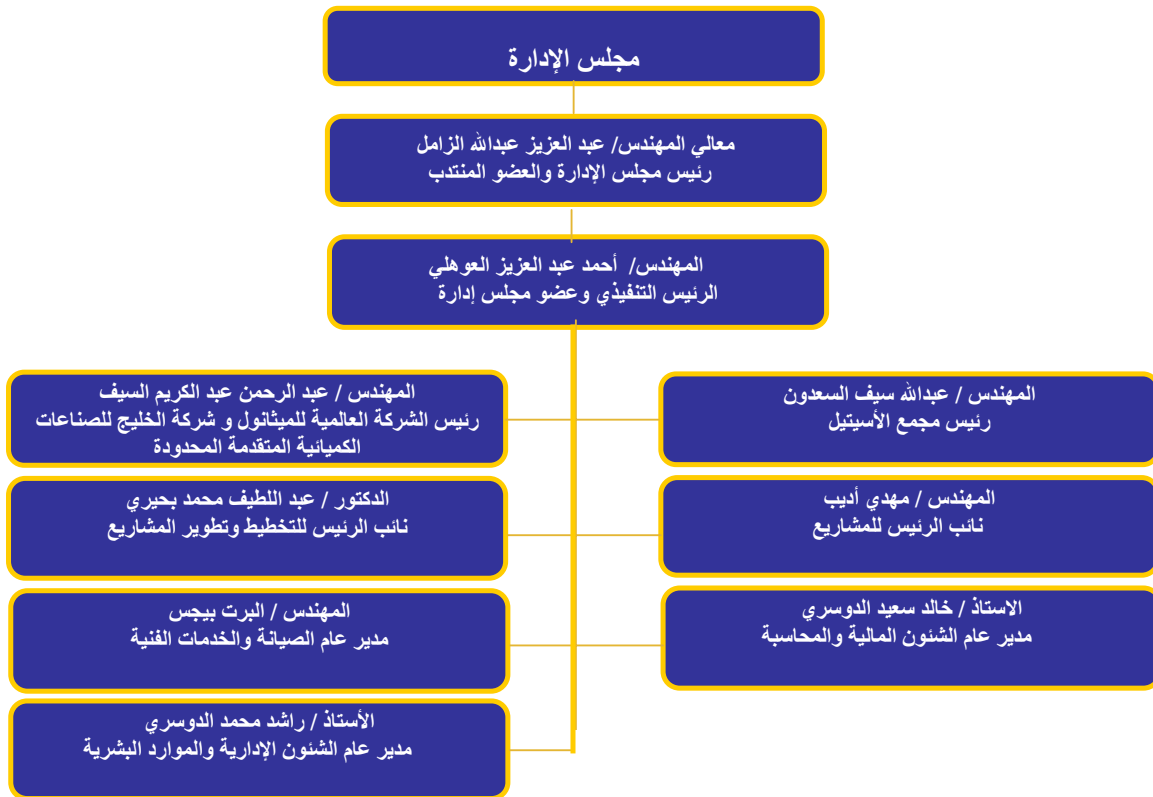 مجلس الإدارة
معالي المهندس/ عبد العزيز عبدالله الزامل
رئيس مجلس الإدارة والعضو المنتدب
المهندس/ أحمد عبد العزيز العوهلي
الرئيس التنفيذي وعضو مجلس إدارة
المهندس / عبدالله سيف السعدون
رئيس مجمع الأسيتيل
المهندس / عبد الرحمن عبد الكريم السيف
رئيس الشركة العالمية للميثانول و شركة الخليج للصناعات
الكميائية المتقدمة المحدودة
المهندس / مهدي أديب
نائب الرئيس للمشاريع
الدكتور / عبد اللطيف محمد بحيري
نائب الرئيس للتخطيط وتطوير المشاريع
الاستاذ / خالد سعيد الدوسري
مدير عام الشئون المالية والمحاسبة
المهندس / البرت بيجس
مدير عام الصيانة والخدمات الفنية
الأستاذ / راشد محمد الدوسري
مدير عام الشئون الإدارية والموارد البشرية